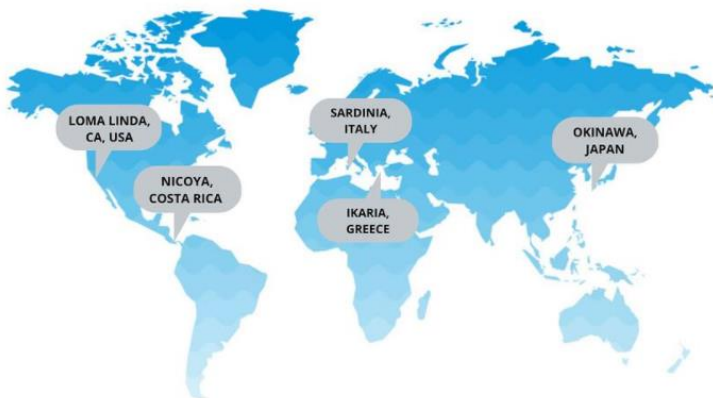 LOMA LINDA,
CA, USA
NICOYA,
COSTA RICA
SARDINIA,
ITALY
IKARIA,
GREECE
OKINAWA,
JAPAN